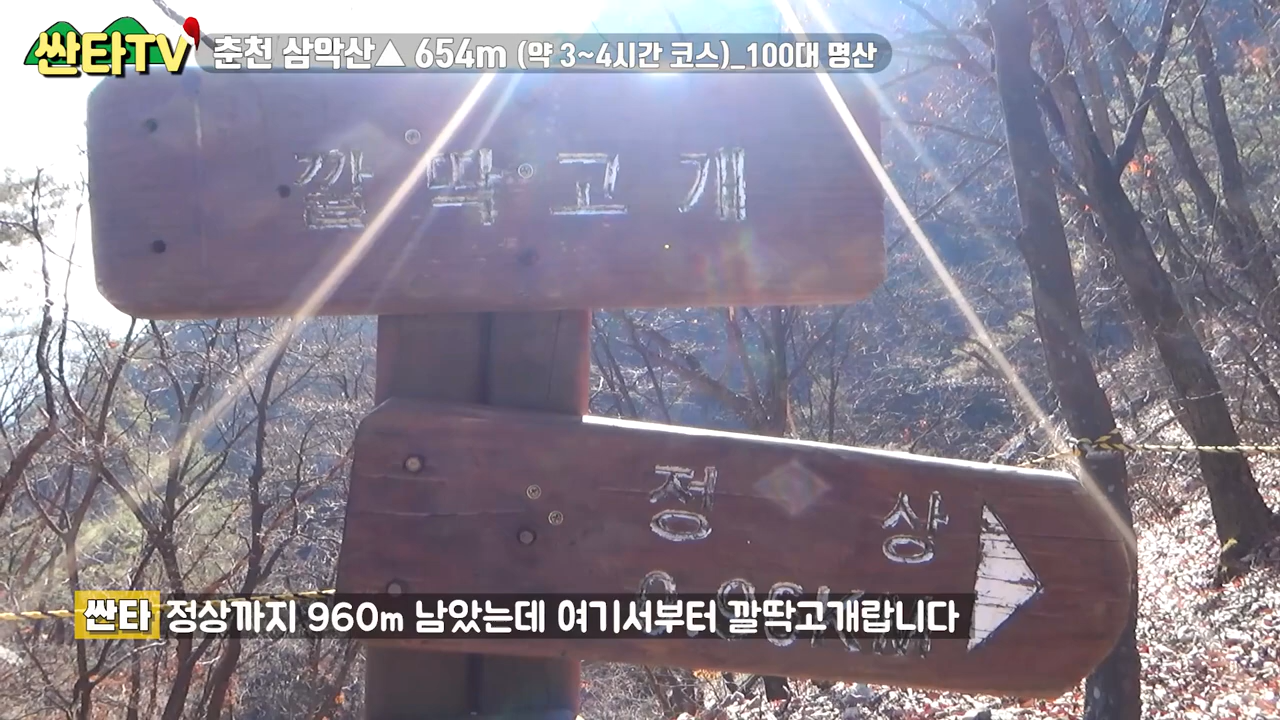 싼타TV
춘천 삼악산▲ 654m (약 3~4시간 코스)_100대 명산
깔딱고개
정상
0.96KM
싼타 정상까지 960m 남았는데 여기서부터 깔딱고개랍니다